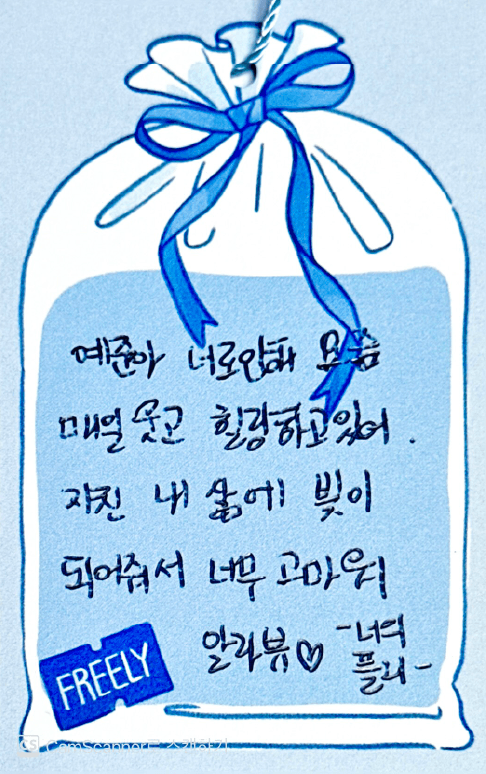 예준아 너로인해 요즘
매일 웃고 힐링하고있어.
지친 내 삶에 빛이
되어줘서 너무 고마워
알라뷰♡ -너의
플리-
FREELY
CS CamScanner로 스캔하기